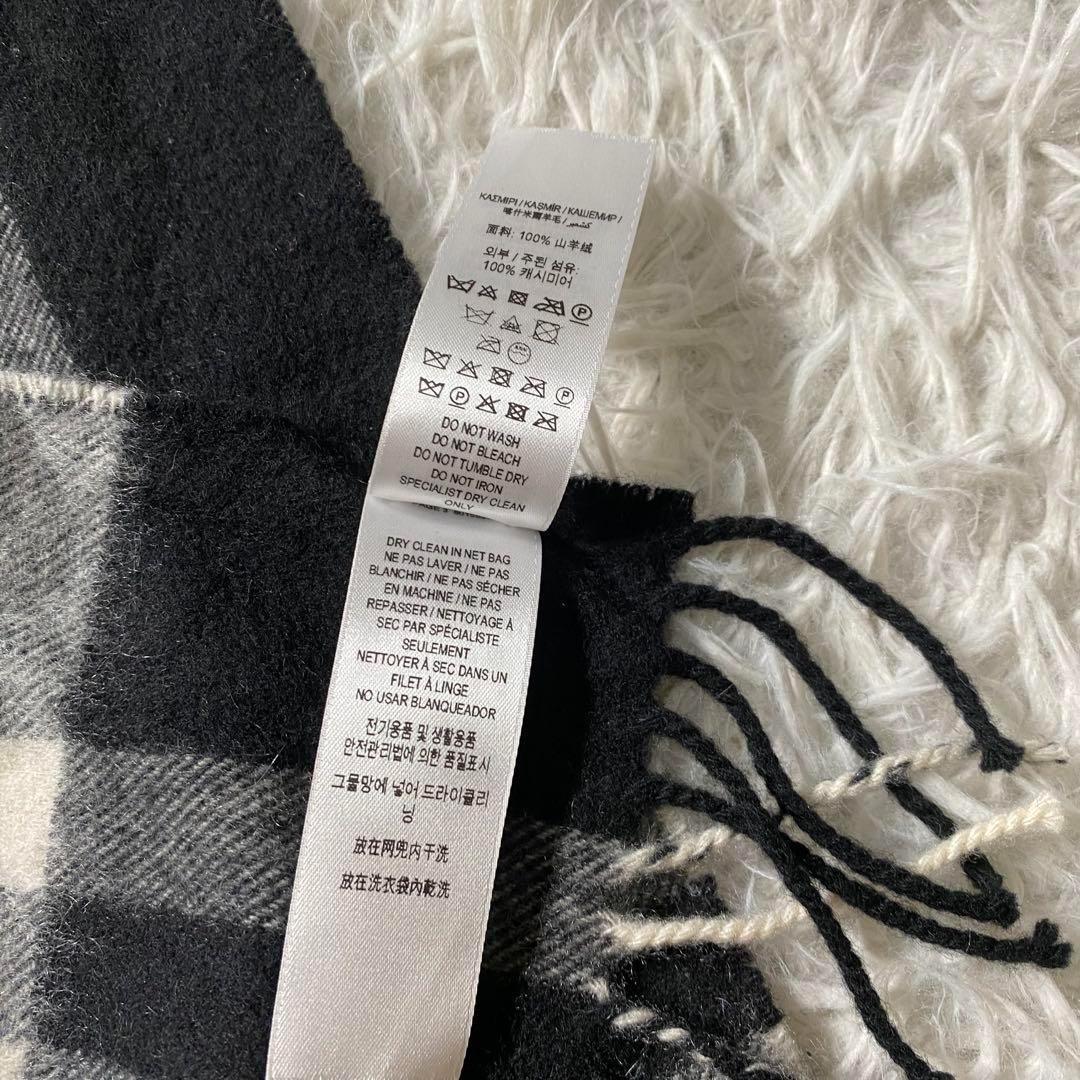 ΚΑΣΜΙΡΙ / KAŞMİR / КАШЕМИР /
喀什米爾羊毛 / كشمير
面料: 100% 山羊绒
외부 / 주된 섬유:
100% 캐시미어
P
P
P
DO NOT WASH
DO NOT BLEACH
DO NOT TUMBLE DRY
DO NOT IRON
SPECIALIST DRY CLEAN
ONLY
DRY CLEAN IN NET BAG
NE PAS LAVER / NE PAS
BLANCHIR / NE PAS SÉCHER
EN MACHINE / NE PAS
REPASSER / NETTOYAGE À
SEC PAR SPÉCIALISTE
SEULEMENT
NETTOYER À SEC DANS UN
FILET À LINGE
NO USAR BLANQUEADOR
전기용품 및 생활용품
안전관리법에 의한 품질표시
그물망에 넣어 드라이클리
닝
放在网兜内干洗
放在洗衣袋內乾洗